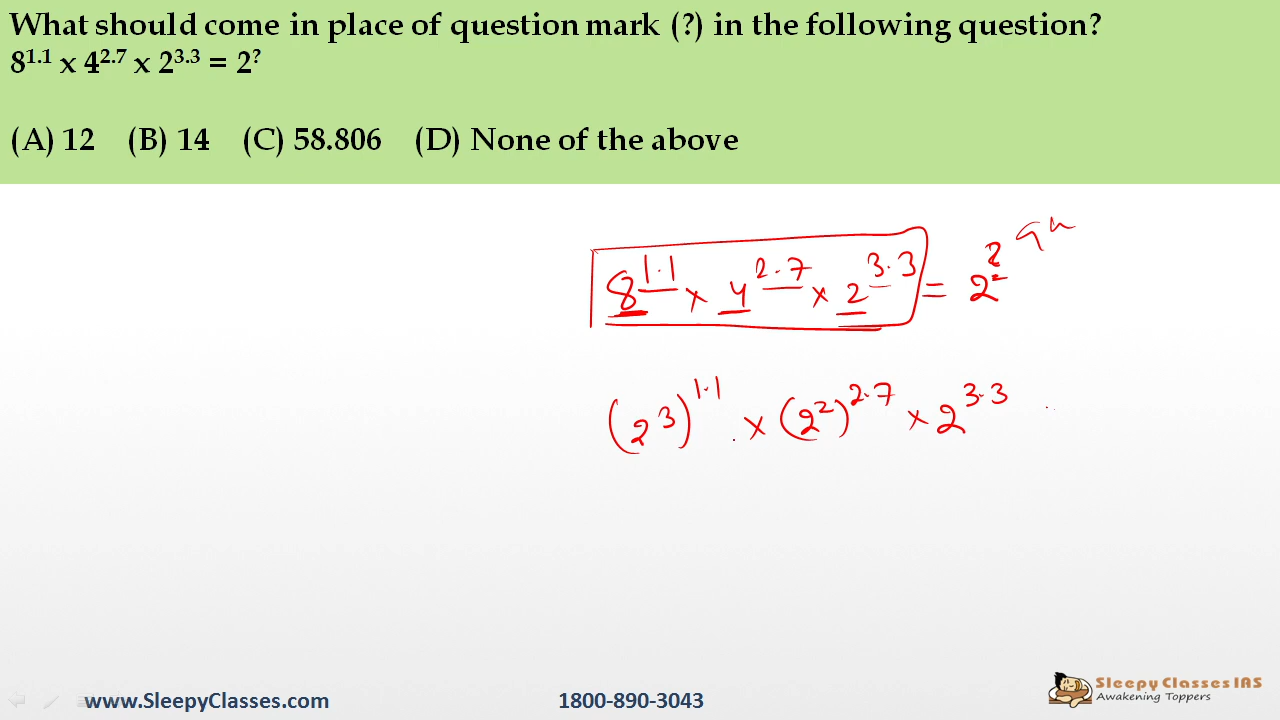 What should come in place of question mark (?) in the following question?
8^1.1 x 4^2.7 x 2^3.3 = 2^?
(A) 12 (B) 14 (C) 58.806 (D) None of the above
8^1.1 x 4^2.7 x 2^3.3 = 2^?
(2^3)^1.1 x (2^2)^2.7 x 2^3.3
www.SleepyClasses.com 1800-890-3043
Sleepy Classes IAS
Awakening Toppers